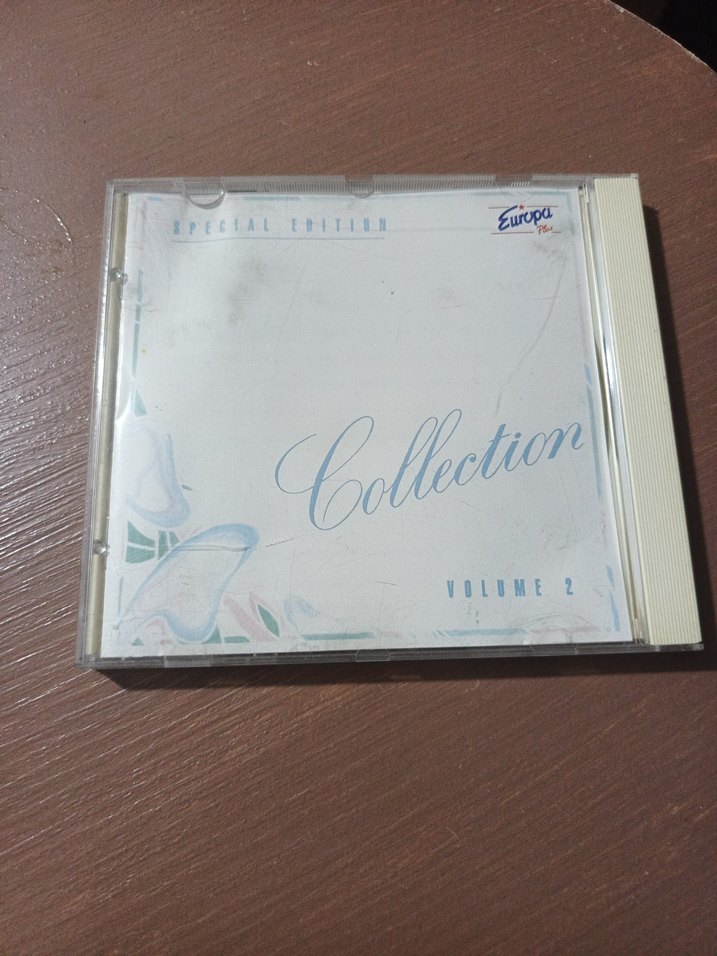 SPECIAL EDITION
Europa
Plus
Collection
VOLUME 2